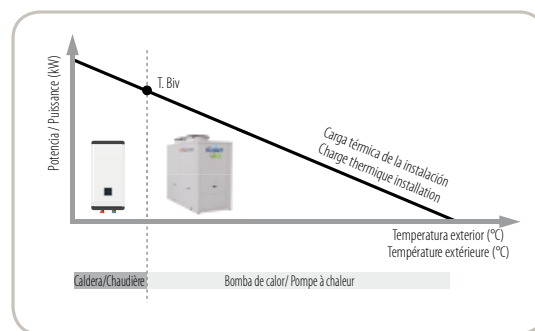 Potencia / Puissance (kW)
T. Biv
Carga térmica de la instalación
Charge thermique installation
Temperatura exterior (°C)
Température extérieure (°C)
Caldera/Chaudière
Bomba de calor/ Pompe à chaleur